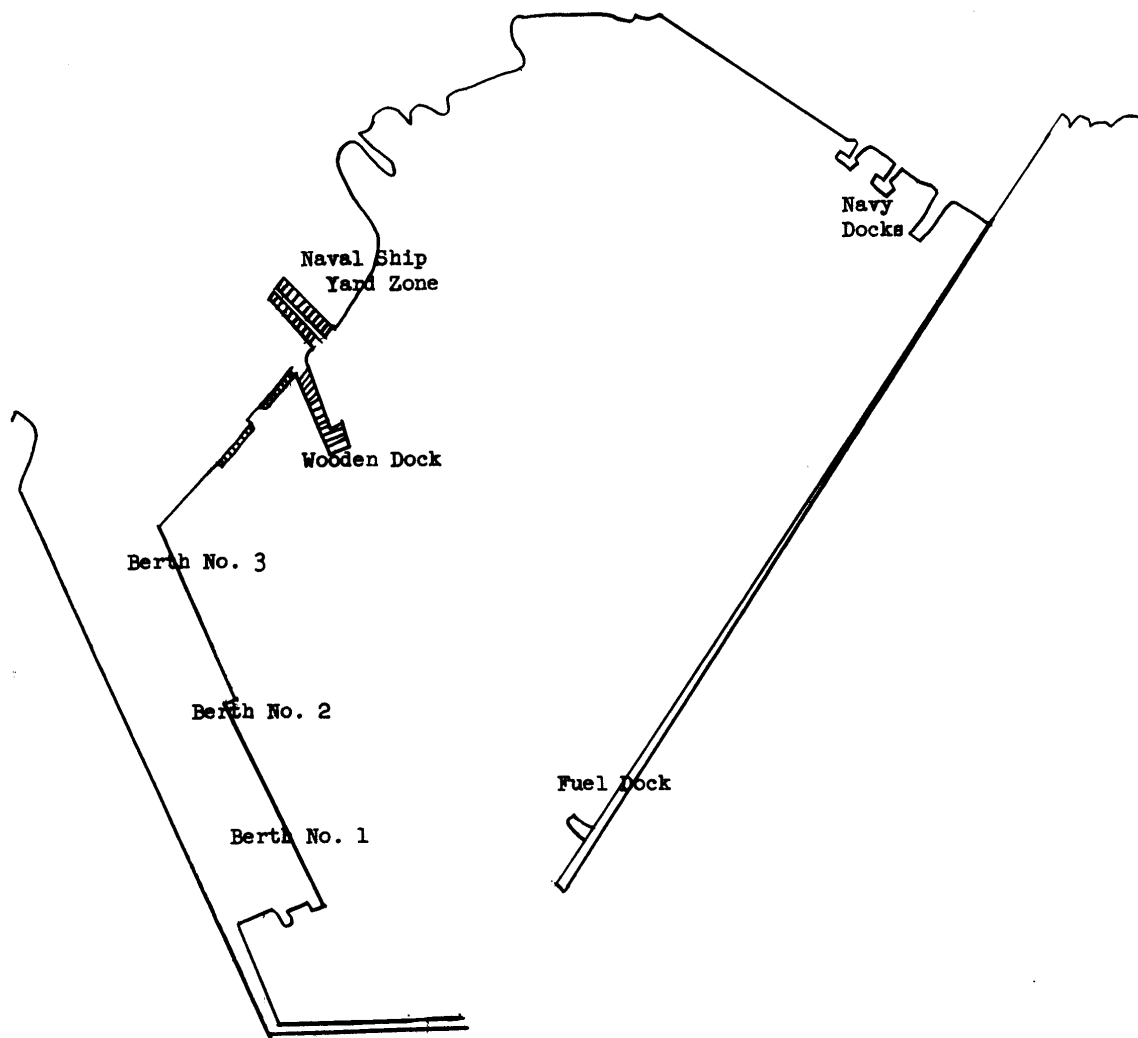 Navy
Docks
Naval Ship
Yard Zone
Wooden Dock
Berth No. 3
Berth No. 2
Fuel Dock
Berth No. 1